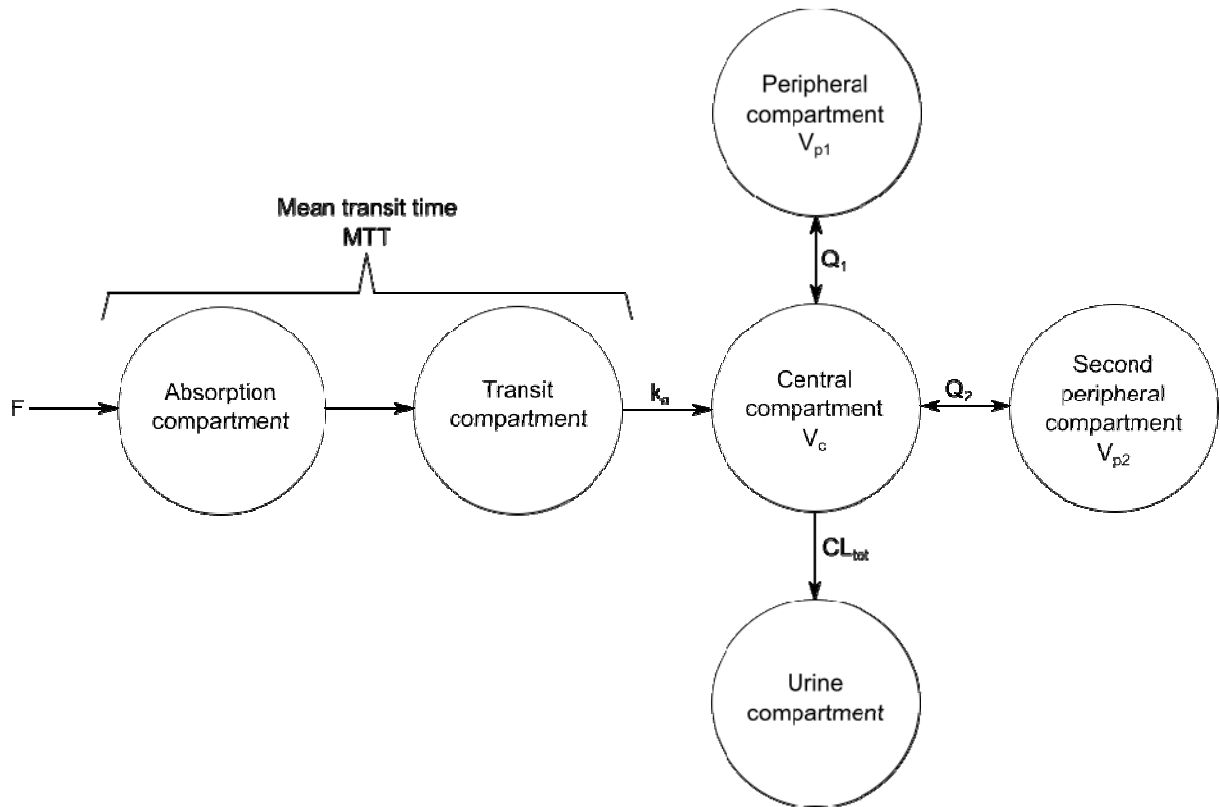 Peripheral
compartment
Vp1
Mean transit time
MTT
Q1
F
Absorption
compartment
Transit
compartment
ka
Central
compartment
Vc
Q2
Second
peripheral
compartment
Vp2
CLtot
Urine
compartment